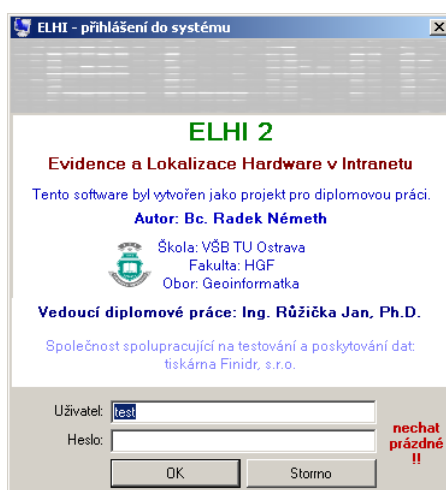 ELHI - přihlášení do systému
ELHI 2
Evidence a Lokalizace Hardware v Intranetu
Tento software byl vytvořen jako projekt pro diplomovou práci.
Autor: Bc. Radek Németh
Škola: VŠB TU Ostrava
Fakulta: HGF
Obor: Geoinformatka
Vedoucí diplomové práce: Ing. Růžička Jan, Ph.D.
Společnost spolupracující na testování a poskytování dat:
tiskárna Finidr, s.r.o.
Uživatel: test
Heslo:
nechat
prázdné
!!
OK Storno